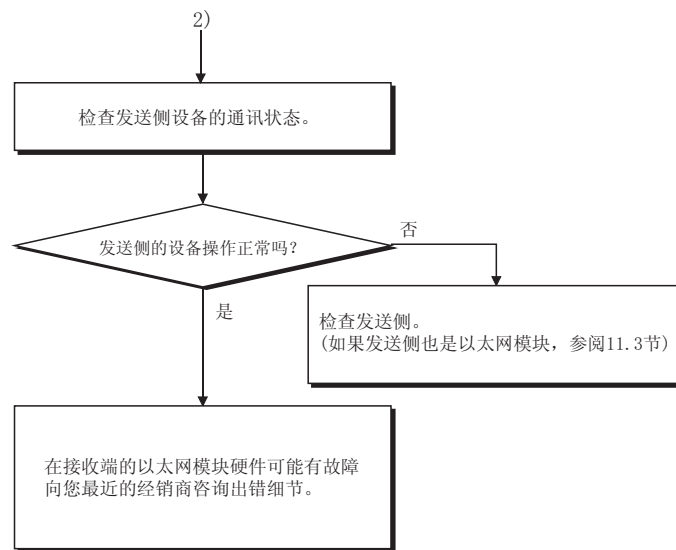 2)
检查发送侧设备的通讯状态。
发送侧的设备操作正常吗?
否
是
检查发送侧。
(如果发送侧也是以太网模块, 参阅11.3节)
在接收端的以太网模块硬件可能有故障
向您最近的经销商咨询出错细节。